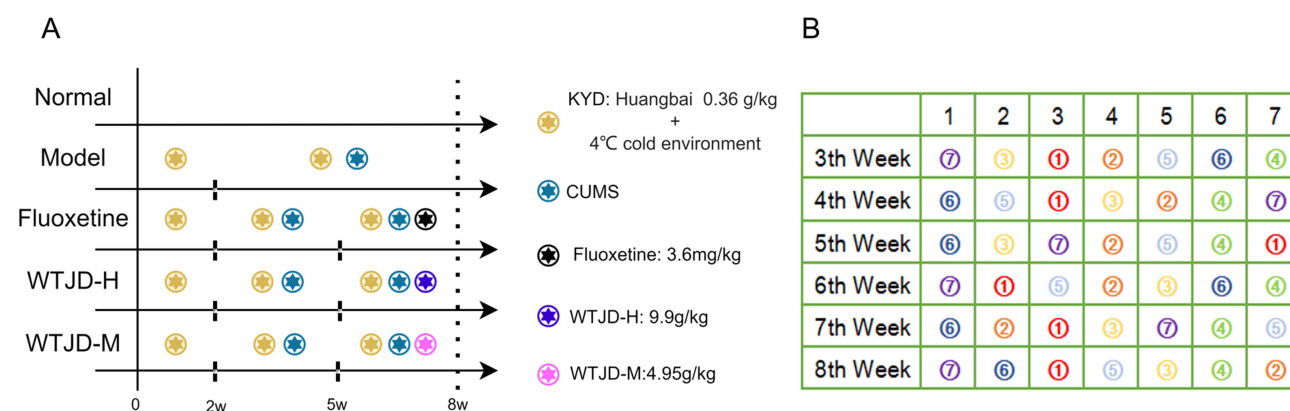 A
Normal
Model
Fluoxetine
WTJD-H
WTJD-M
0 2w 5w 8w
KYD: Huangbai 0.36 g/kg
+
4℃ cold environment
CUMS
Fluoxetine: 3.6mg/kg
WTJD-H: 9.9g/kg
WTJD-M:4.95g/kg
B
1 2 3 4 5 6 7
3th Week ⑦ ③ ① ② ⑤ ⑥ ④
4th Week ⑥ ⑤ ① ③ ② ④ ⑦
5th Week ⑥ ③ ⑦ ② ⑤ ④ ①
6th Week ⑦ ① ⑤ ② ③ ⑥ ④
7th Week ⑥ ② ① ③ ⑦ ④ ⑤
8th Week ⑦ ⑥ ① ⑤ ③ ④ ②